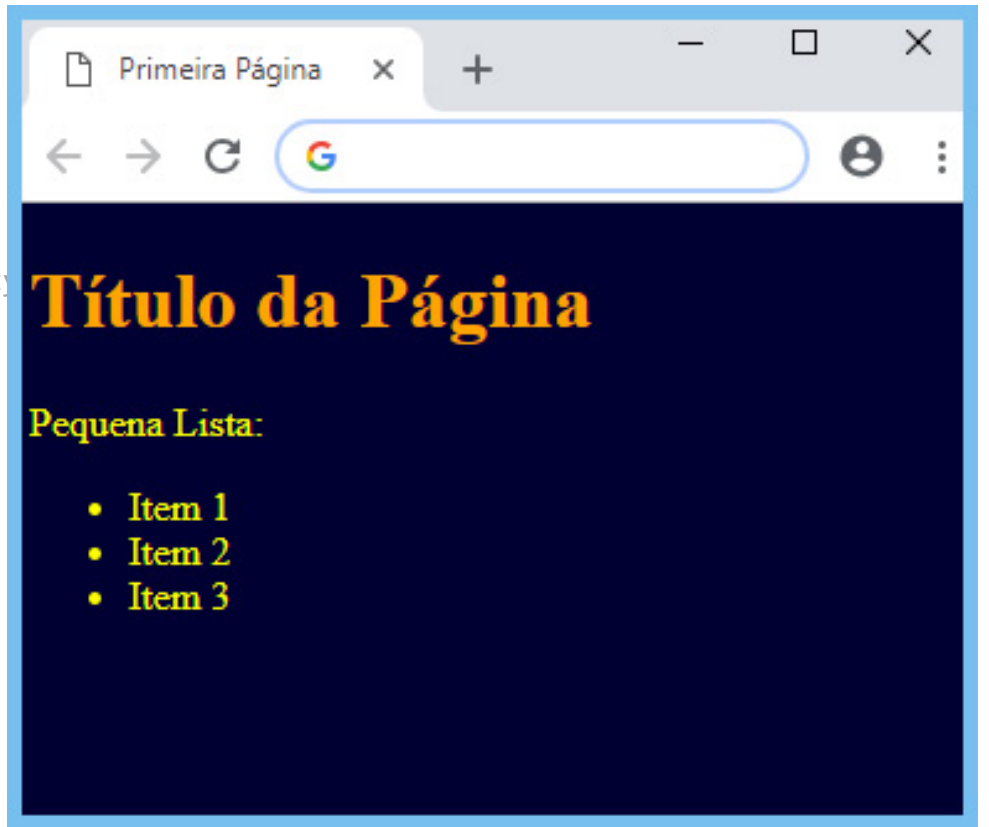 Primeira Página
Título da Página
Pequena Lista:
• Item 1
• Item 2
• Item 3